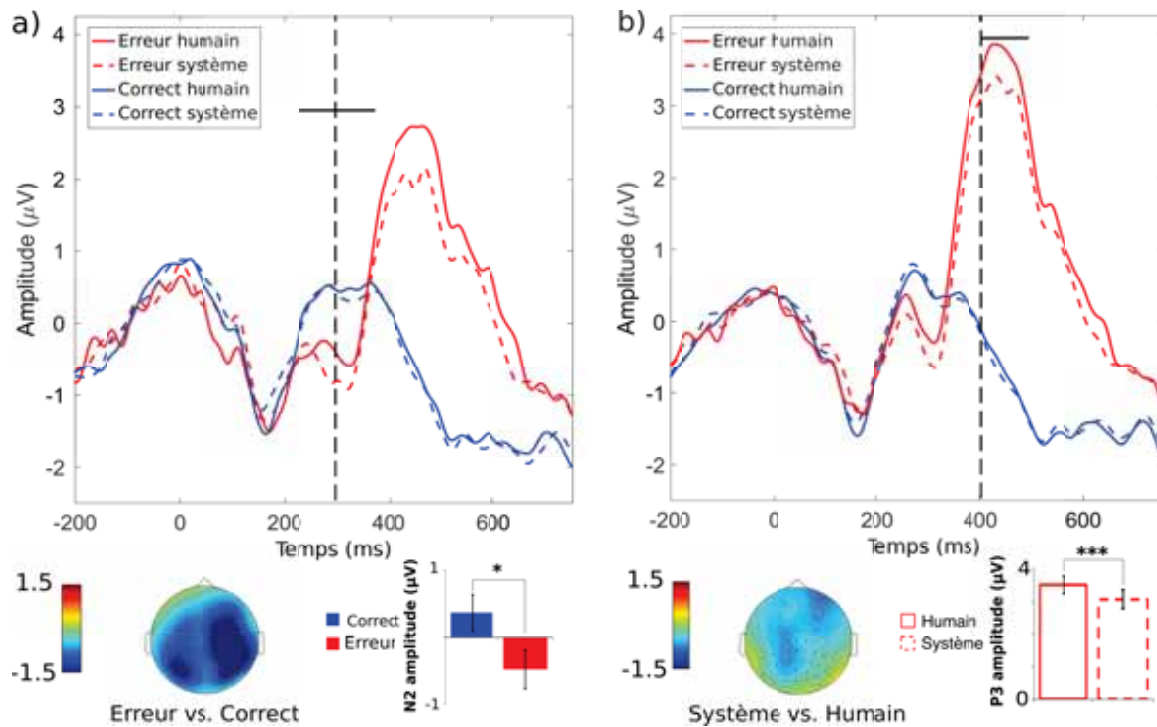 a)
Erreur humain
Erreur système
Correct humain
Correct système
Amplitude (μV)
4
3
2
1
0
-1
-2
-200 0 200 400 600
Temps (ms)
1.5
-1.5
Erreur vs. Correct
Correct
Erreur
N2 amplitude (μV)
1
-1
*
b)
Erreur humain
Erreur système
Correct humain
Correct système
Amplitude (μV)
4
3
2
1
0
-1
-2
-200 0 200 400 600
Temps (ms)
1.5
-1.5
Système vs. Humain
Humain
Système
P3 amplitude (μV)
4
0
***